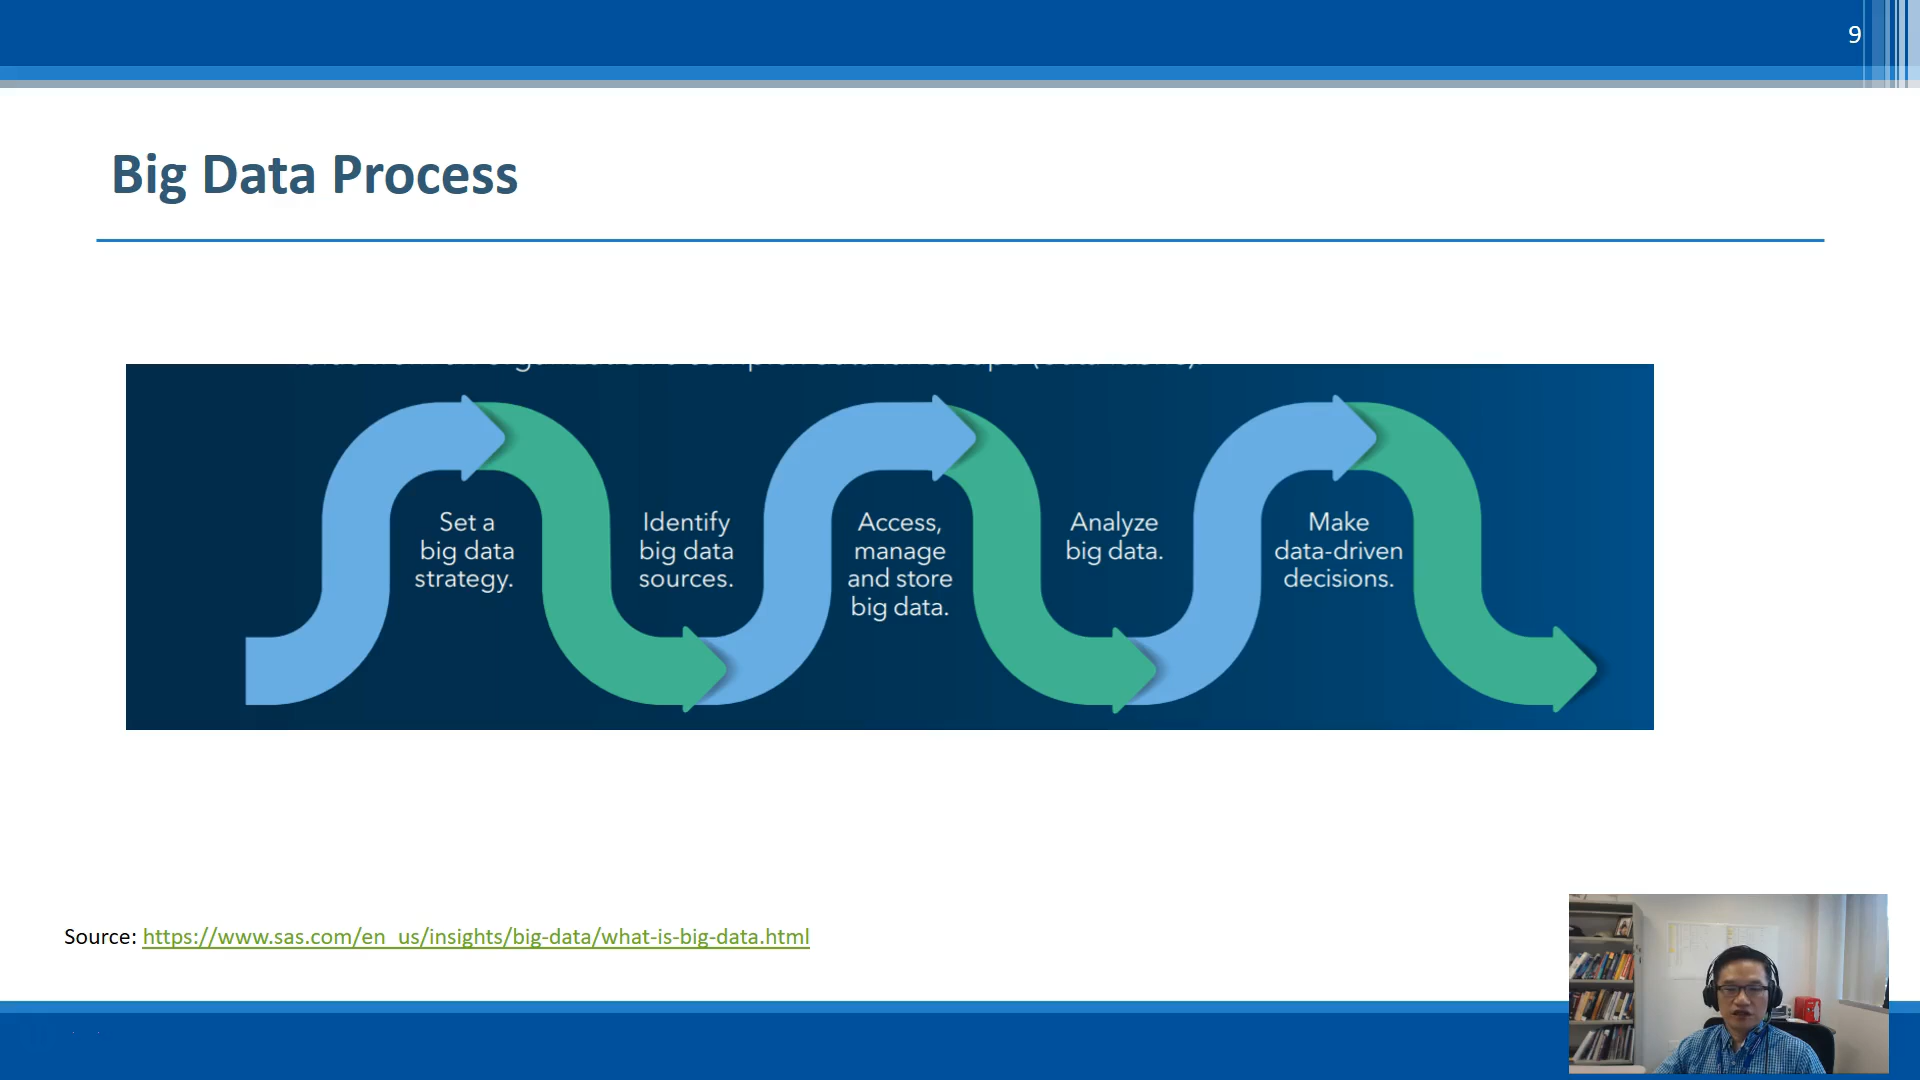 9
Big Data Process
Set a
big data
strategy.
Identify
big data
sources.
Access,
manage
and store
big data.
Analyze
big data.
Make
data-driven
decisions.
Source: https://www.sas.com/en_us/insights/big-data/what-is-big-data.html